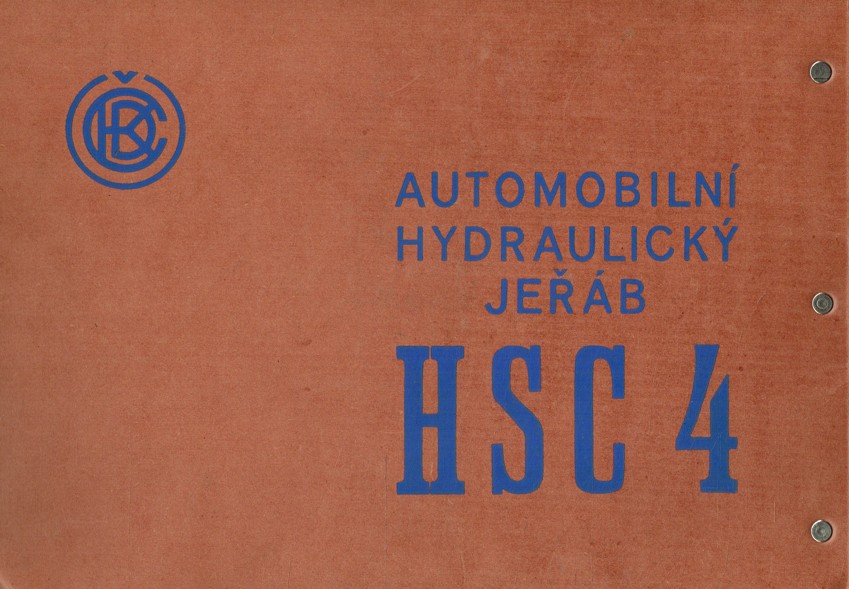 ČKD
AUTOMOBILNÍ
HYDRAULICKÝ
JEŘÁB
HSC 4